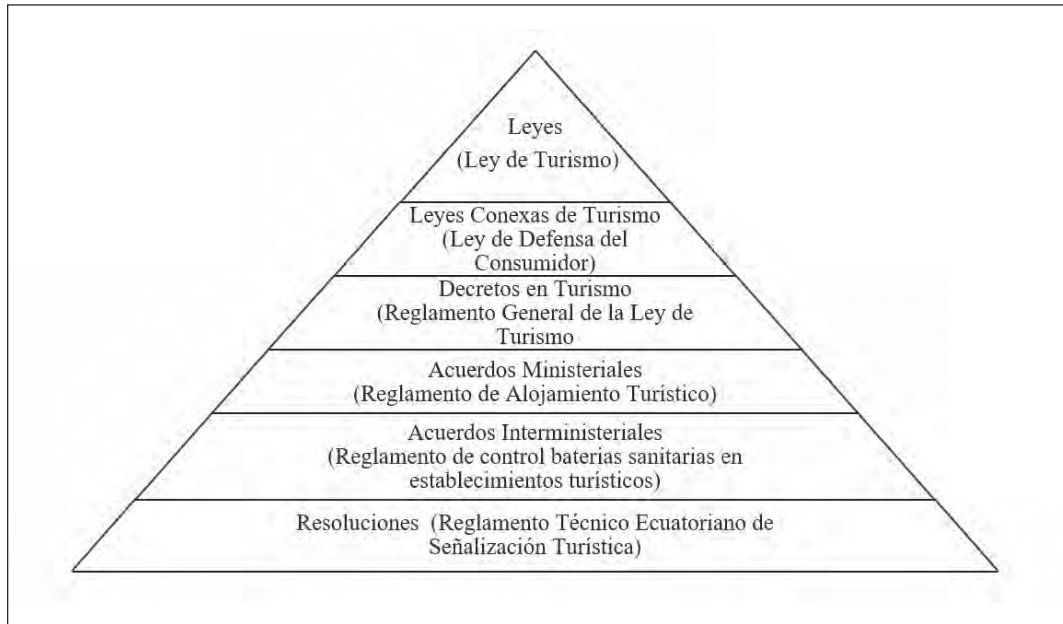 Leyes
(Ley de Turismo)
Leyes Conexas de Turismo
(Ley de Defensa del
Consumidor)
Decretos en Turismo
(Reglamento General de la Ley de
Turismo
Acuerdos Ministeriales
(Reglamento de Alojamiento Turístico)
Acuerdos Interministeriales
(Reglamento de control baterias sanitarias en
establecimientos turísticos)
Resoluciones (Reglamento Técnico Ecuatoriano de
Señalización Turística)